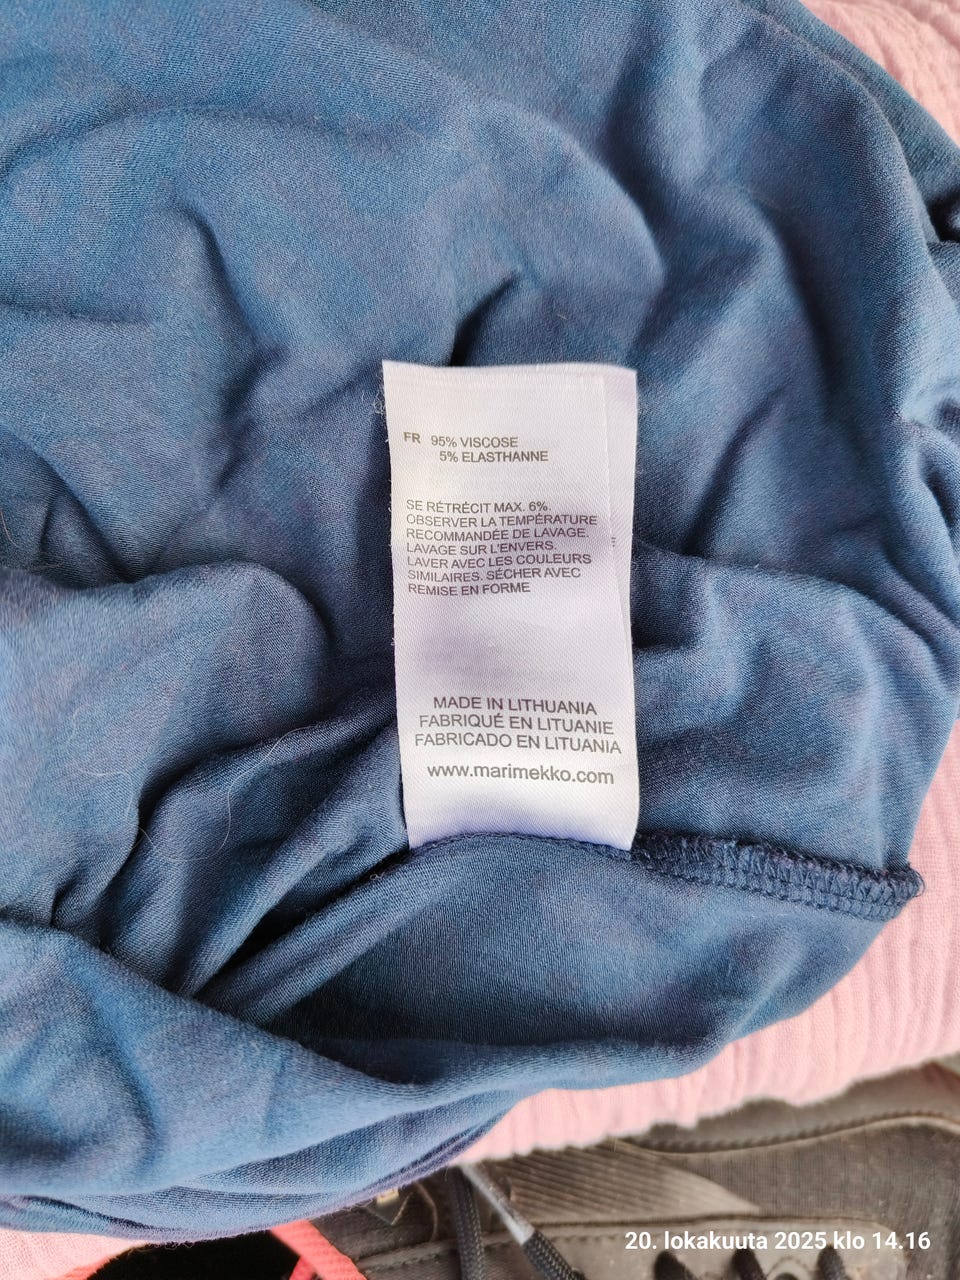 FR 95% VISCOSE
5% ELASTHANNE
SE RÉTRÉCIT MAX. 6%.
OBSERVER LA TEMPÉRATURE
RECOMMANDÉE DE LAVAGE.
LAVAGE SUR L'ENVERS.
LAVER AVEC LES COULEURS
SIMILAIRES. SÉCHER AVEC
REMISE EN FORME
MADE IN LITHUANIA
FABRIQUÉ EN LITUANIE
FABRICADO EN LITUANIA
www.marimekko.com
20. lokakuuta 2025 klo 14.16